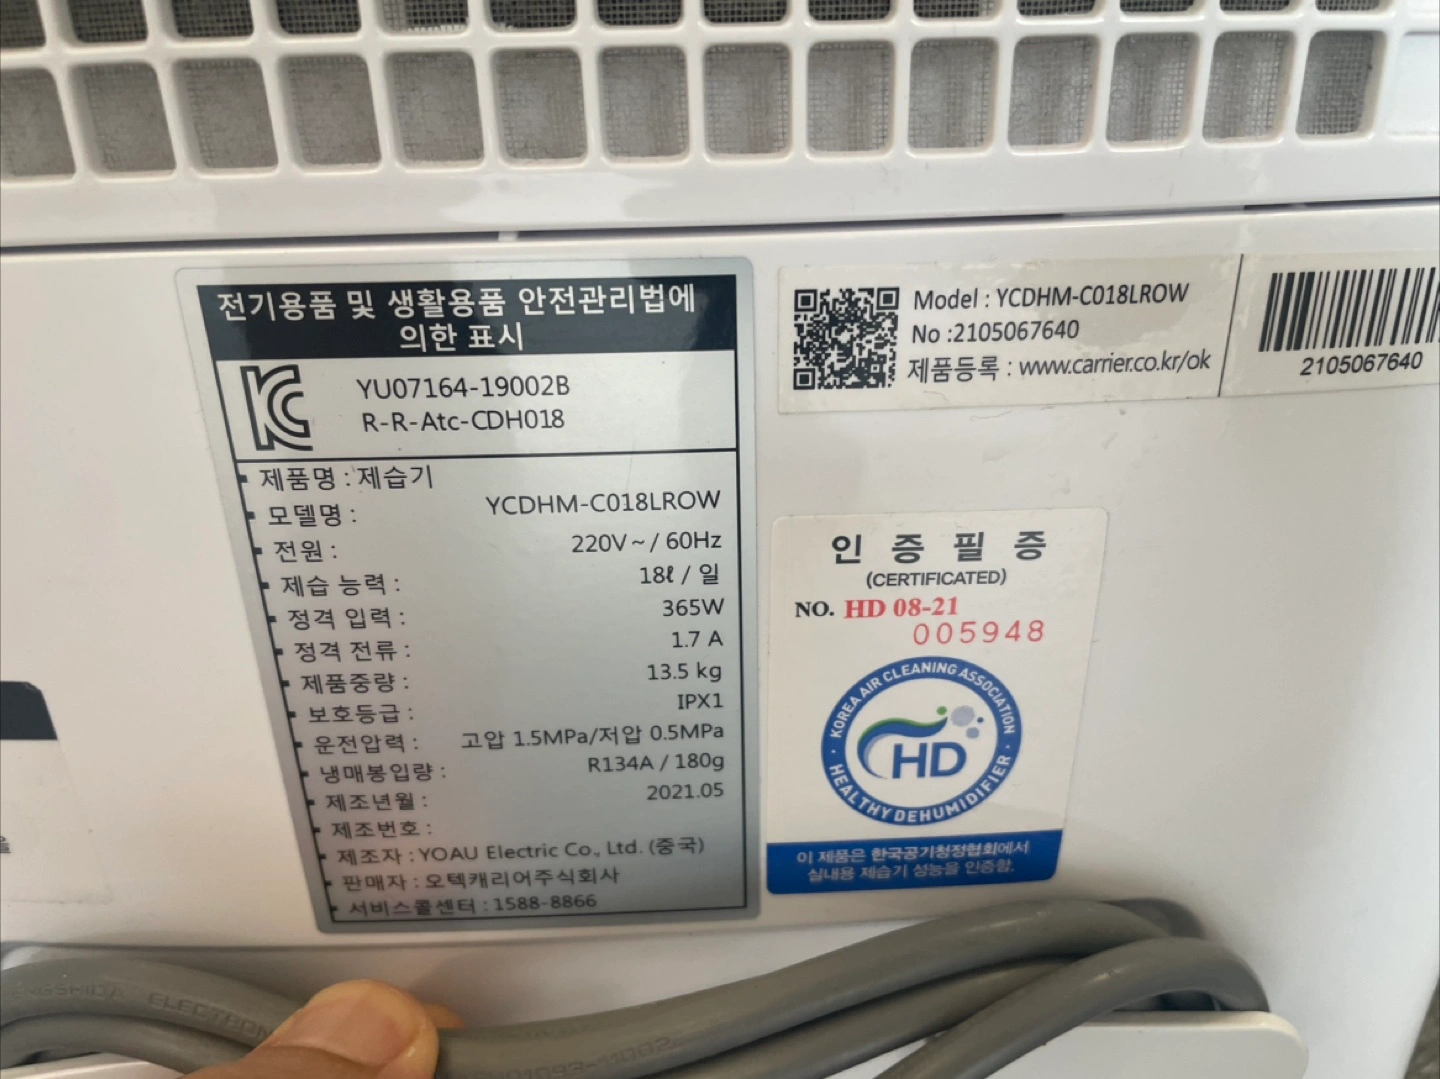 전기용품 및 생활용품 안전관리법에
의한 표시
YU07164-19002B
R-R-Atc-CDH018
제품명 : 제습기
모델명 : YCDHM-C018LROW
전원 : 220V~ / 60Hz
제습 능력 : 18ℓ / 일
정격 입력 : 365W
정격 전류 : 1.7 A
제품중량 : 13.5 kg
보호등급 : IPX1
운전압력 : 고압 1.5MPa/저압 0.5MPa
냉매봉입량 : R134A / 180g
제조년월 : 2021.05
제조번호 :
제조자 : YOAU Electric Co., Ltd. (중국)
판매자 : 오텍캐리어주식회사
서비스콜센터 : 1588-8866
Model : YCDHM-C018LROW
No :2105067640
제품등록 : www.carrier.co.kr/ok
2105067640
인 증 필 증
(CERTIFICATED)
NO. HD 08-21
005948
KOREA AIR CLEANING ASSOCIATION
HD
HEALTHY DEHUMIDIFIER
이 제품은 한국공기청정협회에서
실내용 제습기 성능을 인증함.